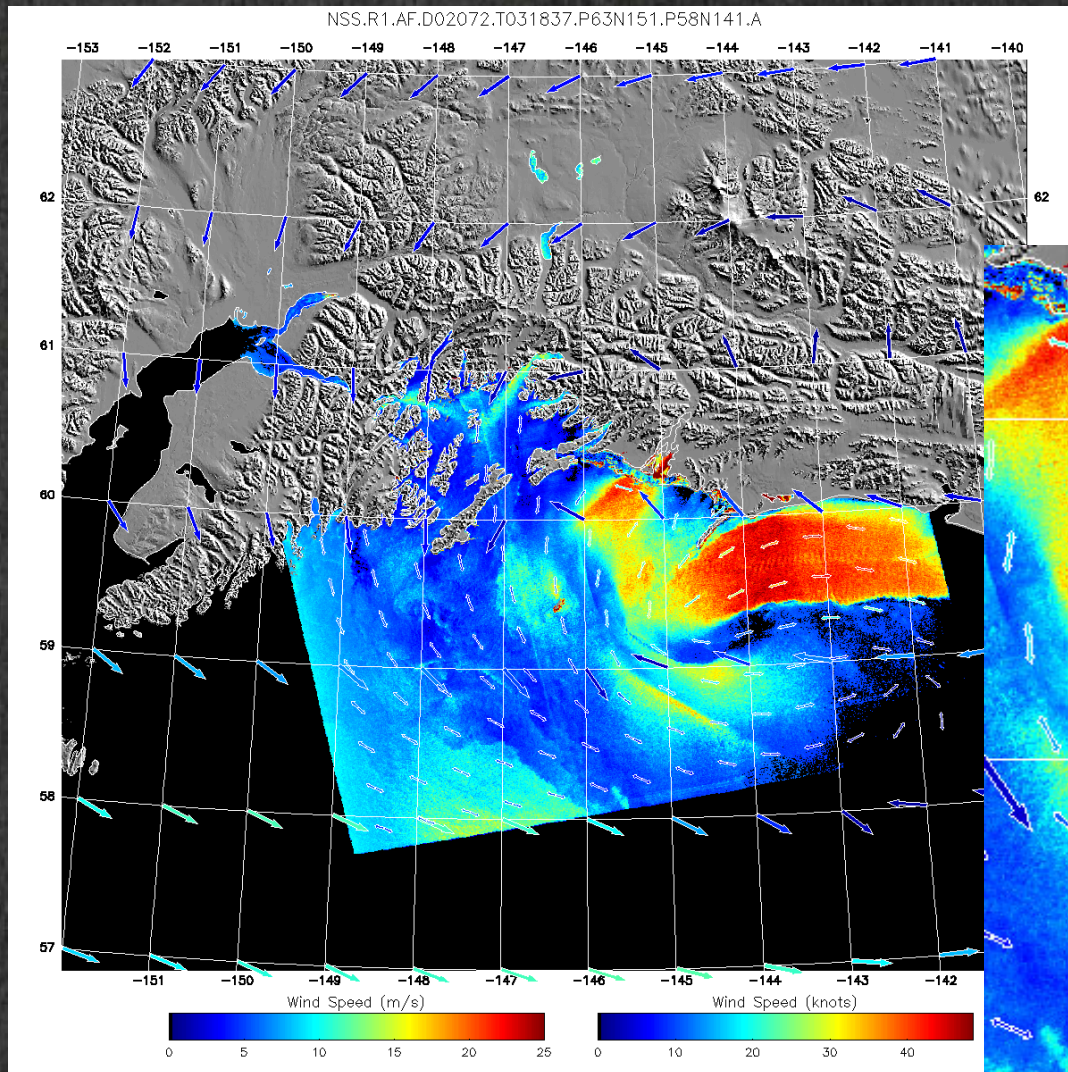 NSS.R1.AF.D02072.T031837.P63N151.P58N141.A
−153 −152 −151 −150 −149 −148 −147 −146 −145 −144 −143 −142 −141 −140
62 62
61
60
59
58
57
−151 −150 −149 −148 −147 −146 −145 −144 −143 −142
Wind Speed (m/s) Wind Speed (knots)
0 5 10 15 20 25 0 10 20 30 40